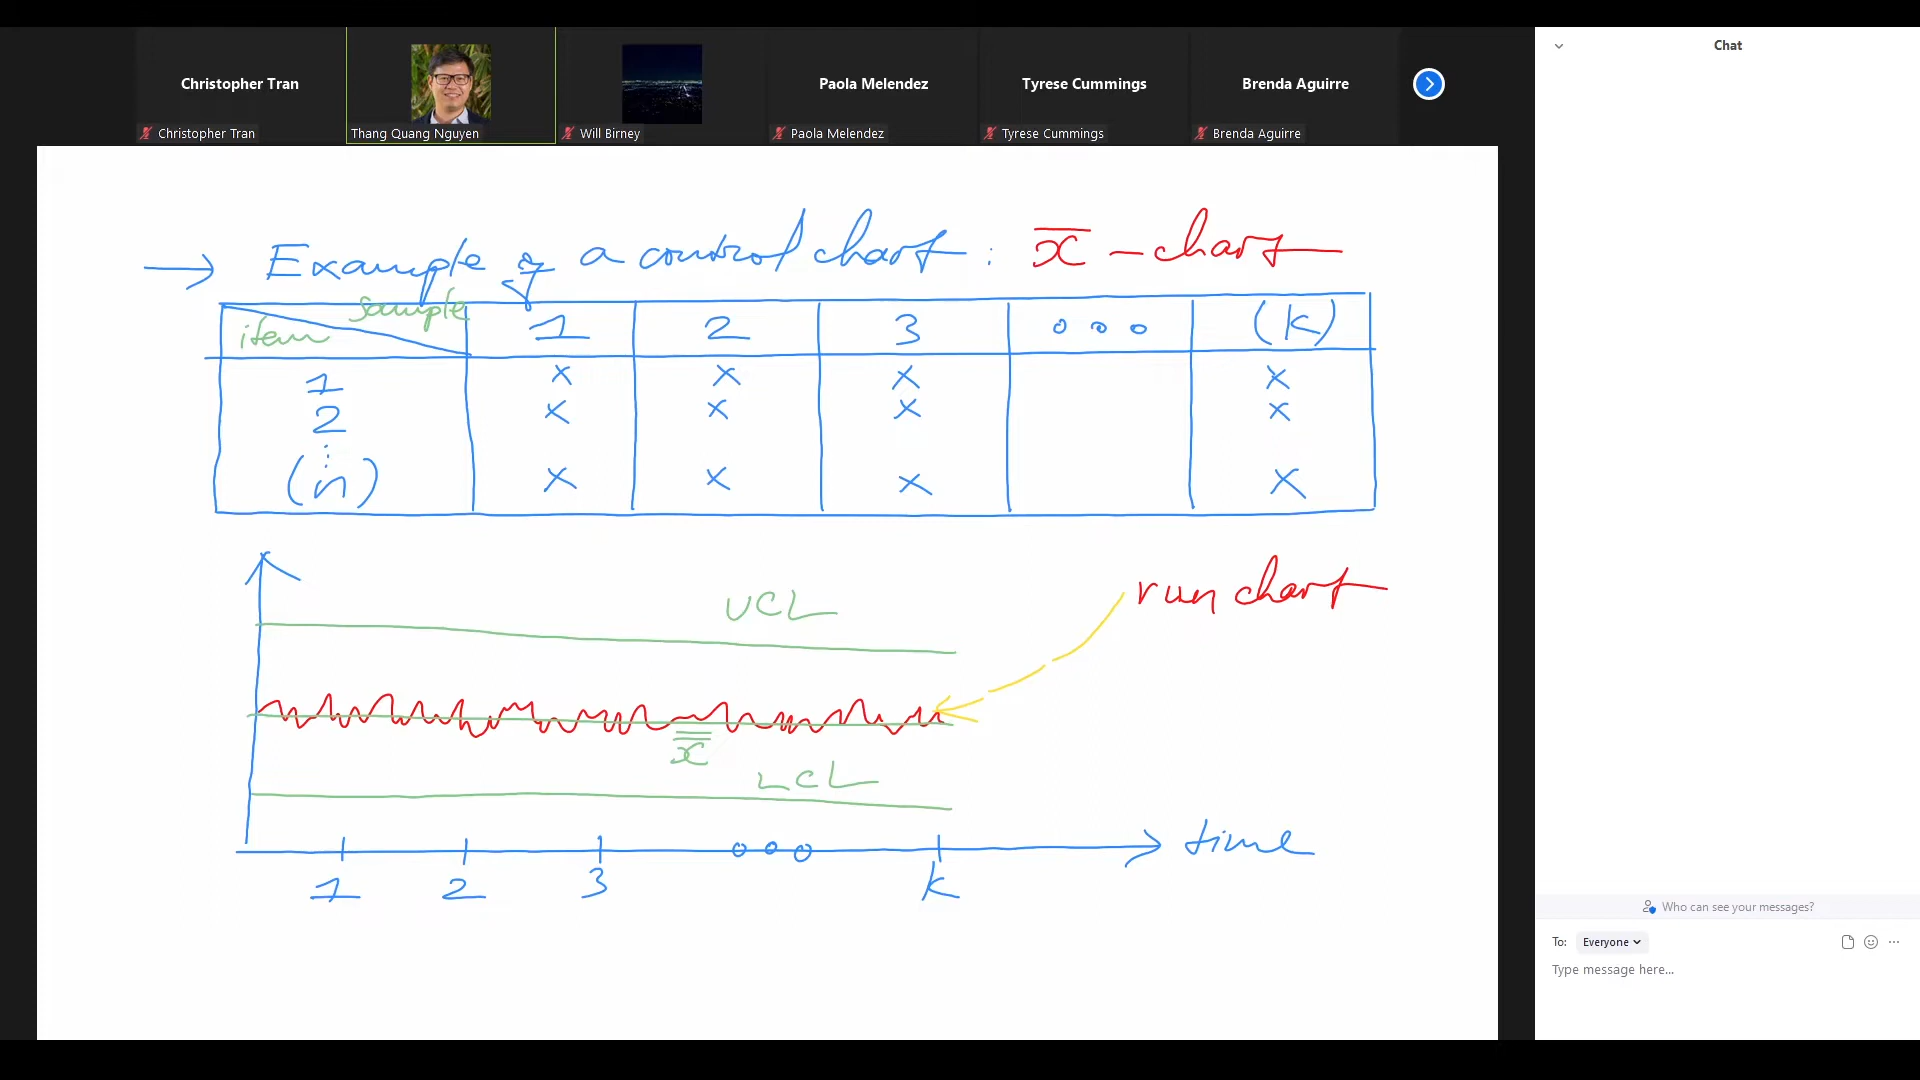 Christopher Tran
Paola Melendez
Tyrese Cummings
Brenda Aguirre
Christopher Tran
Thang Quang Nguyen
Will Birney
Paola Melendez
Tyrese Cummings
Brenda Aguirre
Chat
→ Example of a control chart : x̅ - chart
sample
item
1 2 3 ∘∘∘ (k)
1 x x x x
2 x x x x
⋮
(n) x x x x
run chart
UCL
x̿
LCL
time
1 2 3 ∘∘∘ k
Who can see your messages?
To: Everyone
Type message here...